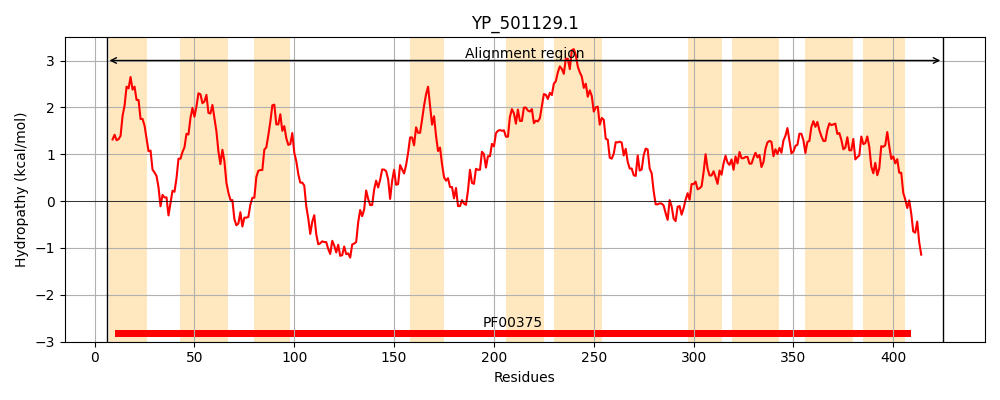 YP_501129.1
Alignment region
Hydropathy (kcal/mol)
3
2
1
0
−1
−2
−3
PF00375
0 50 100 150 200 250 300 350 400
Residues